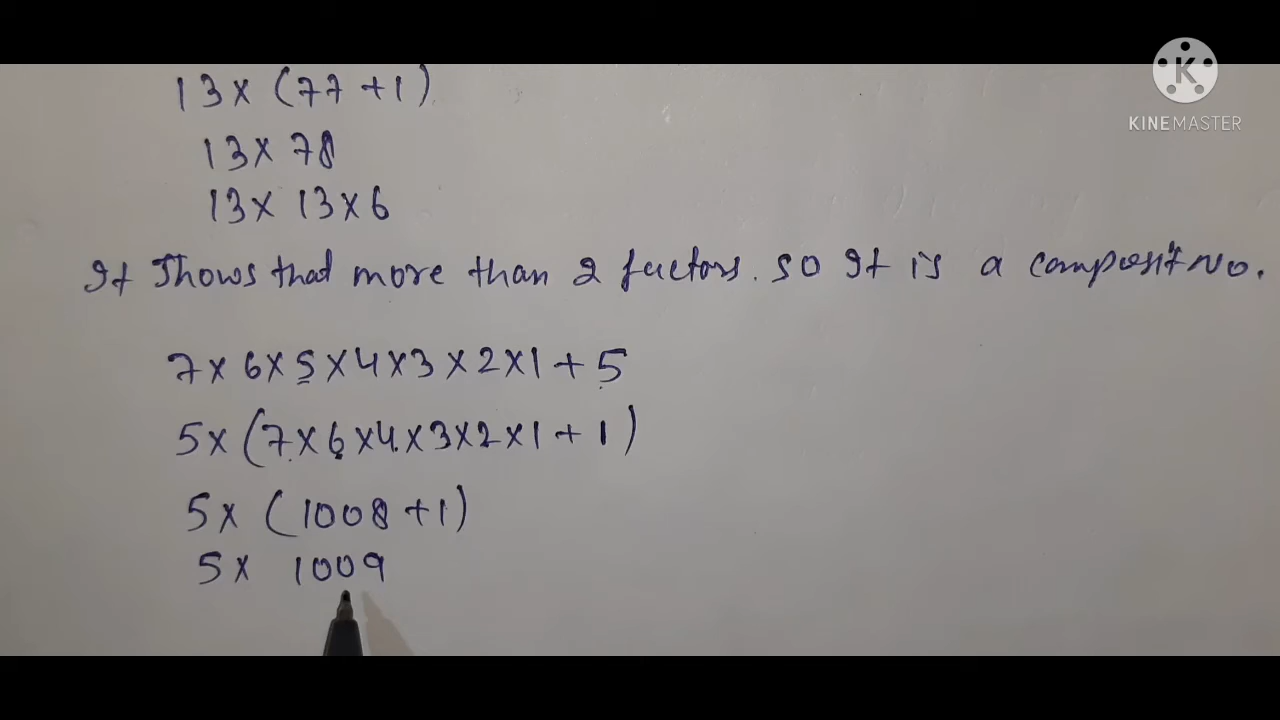 13 × (77 + 1)
13 × 78
13 × 13 × 6
It Shows that more than 2 factors. so It is a composit No.
7 × 6 × 5 × 4 × 3 × 2 × 1 + 5
5 × (7 × 6 × 4 × 3 × 2 × 1 + 1)
5 × (1008 + 1)
5 × 1009
K
KINEMASTER